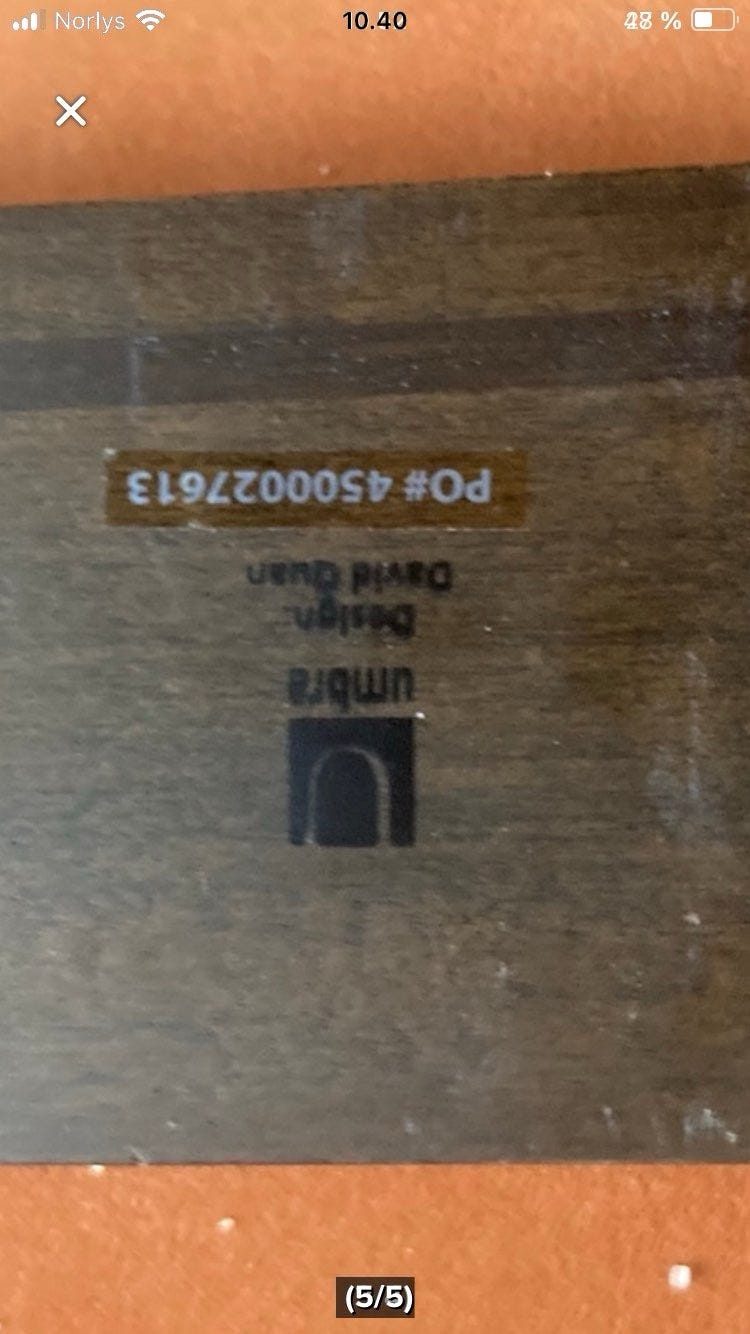 Norlys 10.40 %
umbra
Design:
David Quan
PO# 4500027613
(5/5)